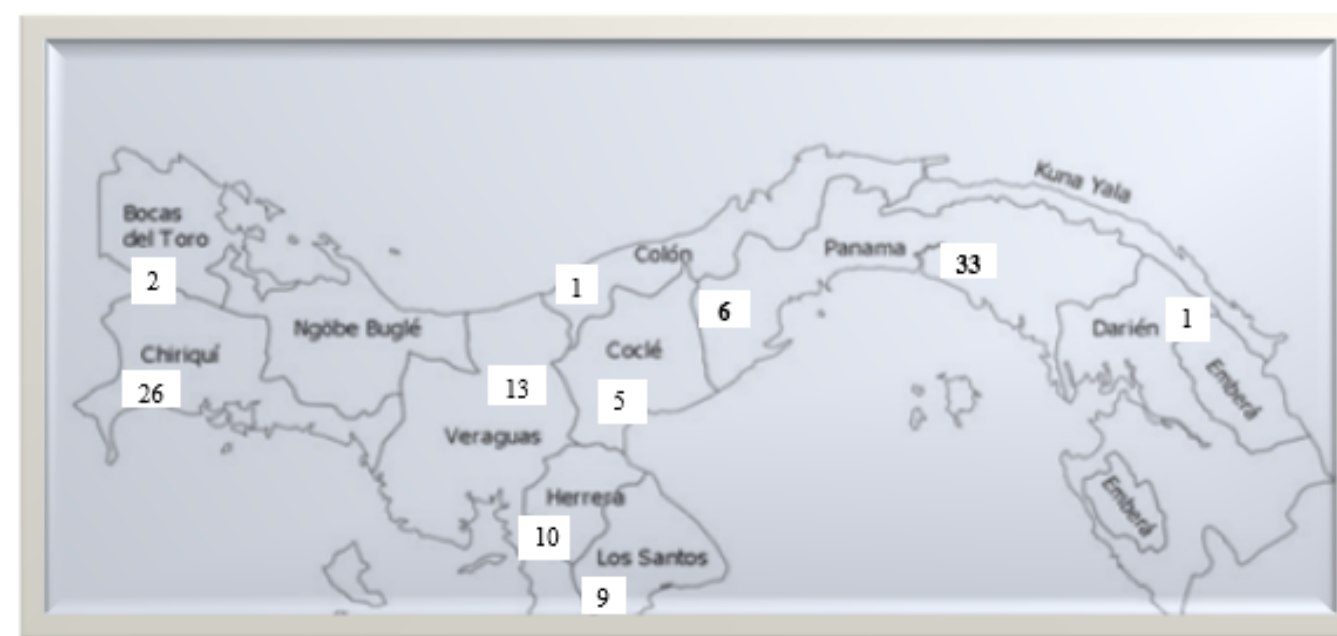 Kuna Yala
Bocas
del Toro
2
Colón
Panama
33
1
6
Ngöbe Buglé
Darién
1
Chiriquí
26
Coclé
13
5
Emberá
Veraguas
Herrera
10
Los Santos
9
Emberá